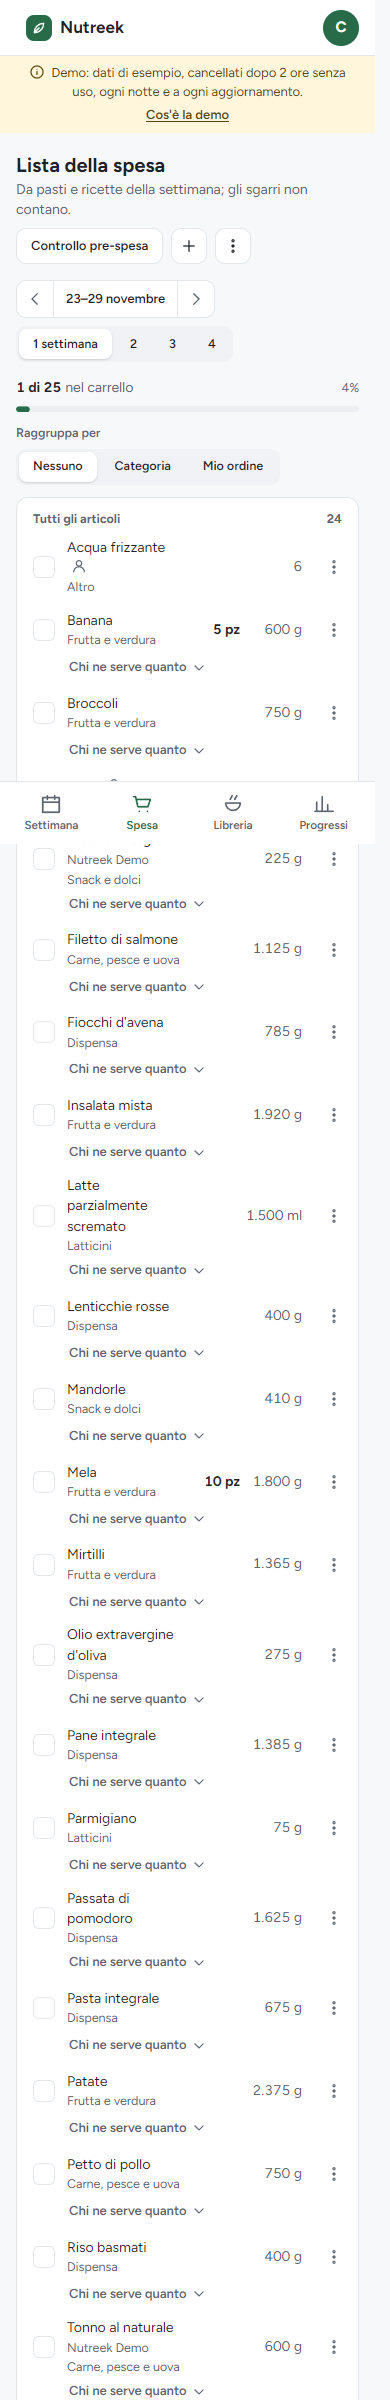 Nutreek
C
Demo: dati di esempio, cancellati dopo 2 ore senza
uso, ogni notte e a ogni aggiornamento.
Cos'è la demo
Lista della spesa
Da pasti e ricette della settimana; gli sgarri non
contano.
Controllo pre-spesa
23–29 novembre
1 settimana 2 3 4
1 di 25 nel carrello 4%
Raggruppa per
Nessuno Categoria Mio ordine
Tutti gli articoli 24
Acqua frizzante
6
Altro
Banana
5 pz 600 g
Frutta e verdura
Chi ne serve quanto
Broccoli
750 g
Frutta e verdura
Chi ne serve quanto
Settimana Spesa Libreria Progressi
225 g
Nutreek Demo
Snack e dolci
Chi ne serve quanto
Filetto di salmone
1.125 g
Carne, pesce e uova
Chi ne serve quanto
Fiocchi d'avena
785 g
Dispensa
Chi ne serve quanto
Insalata mista
1.920 g
Frutta e verdura
Chi ne serve quanto
Latte
parzialmente
1.500 ml
scremato
Latticini
Chi ne serve quanto
Lenticchie rosse
400 g
Dispensa
Chi ne serve quanto
Mandorle
410 g
Snack e dolci
Chi ne serve quanto
Mela
10 pz 1.800 g
Frutta e verdura
Chi ne serve quanto
Mirtilli
1.365 g
Frutta e verdura
Chi ne serve quanto
Olio extravergine
d'oliva
275 g
Dispensa
Chi ne serve quanto
Pane integrale
1.385 g
Dispensa
Chi ne serve quanto
Parmigiano
75 g
Latticini
Chi ne serve quanto
Passata di
pomodoro
1.625 g
Dispensa
Chi ne serve quanto
Pasta integrale
675 g
Dispensa
Chi ne serve quanto
Patate
2.375 g
Frutta e verdura
Chi ne serve quanto
Petto di pollo
750 g
Carne, pesce e uova
Chi ne serve quanto
Riso basmati
400 g
Dispensa
Chi ne serve quanto
Tonno al naturale
Nutreek Demo
600 g
Carne, pesce e uova
Chi ne serve quanto